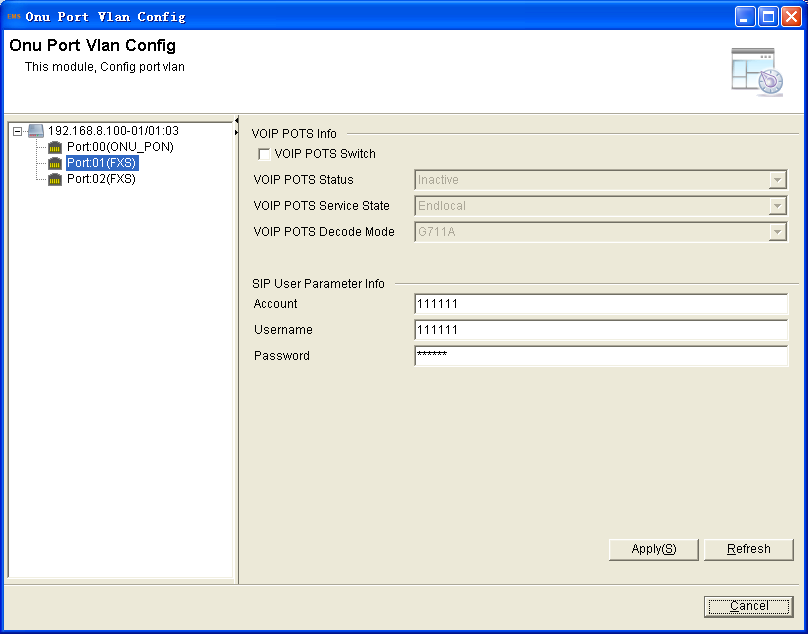 EMS Onu Port Vlan Config
Onu Port Vlan Config
This module, Config port vlan
192.168.8.100-01/01:03
Port:00(ONU_PON)
Port:01(FXS)
Port:02(FXS)
VOIP POTS Info
VOIP POTS Switch
VOIP POTS Status Inactive
VOIP POTS Service State Endlocal
VOIP POTS Decode Mode G711A
SIP User Parameter Info
Account 111111
Username 111111
Password ******
Apply(S) Refresh
Cancel